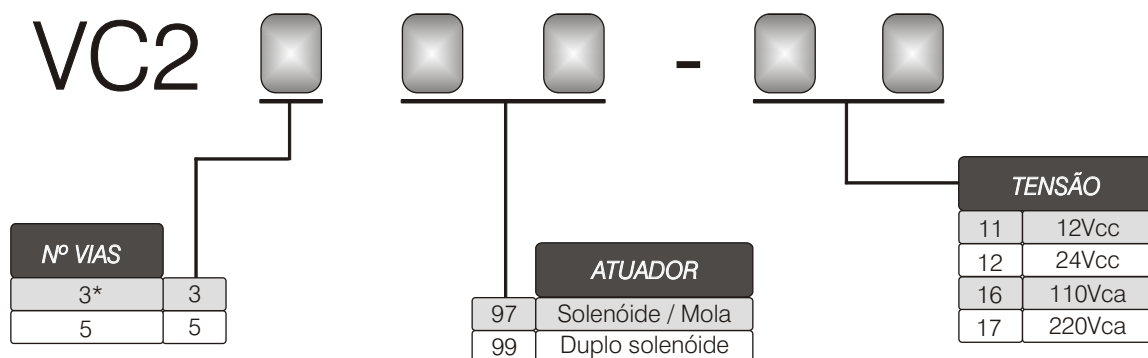 VC2 -
Nº VIAS
3* 3
5 5
ATUADOR
97 Solenóide / Mola
99 Duplo solenóide
TENSÃO
11 12Vcc
12 24Vcc
16 110Vca
17 220Vca